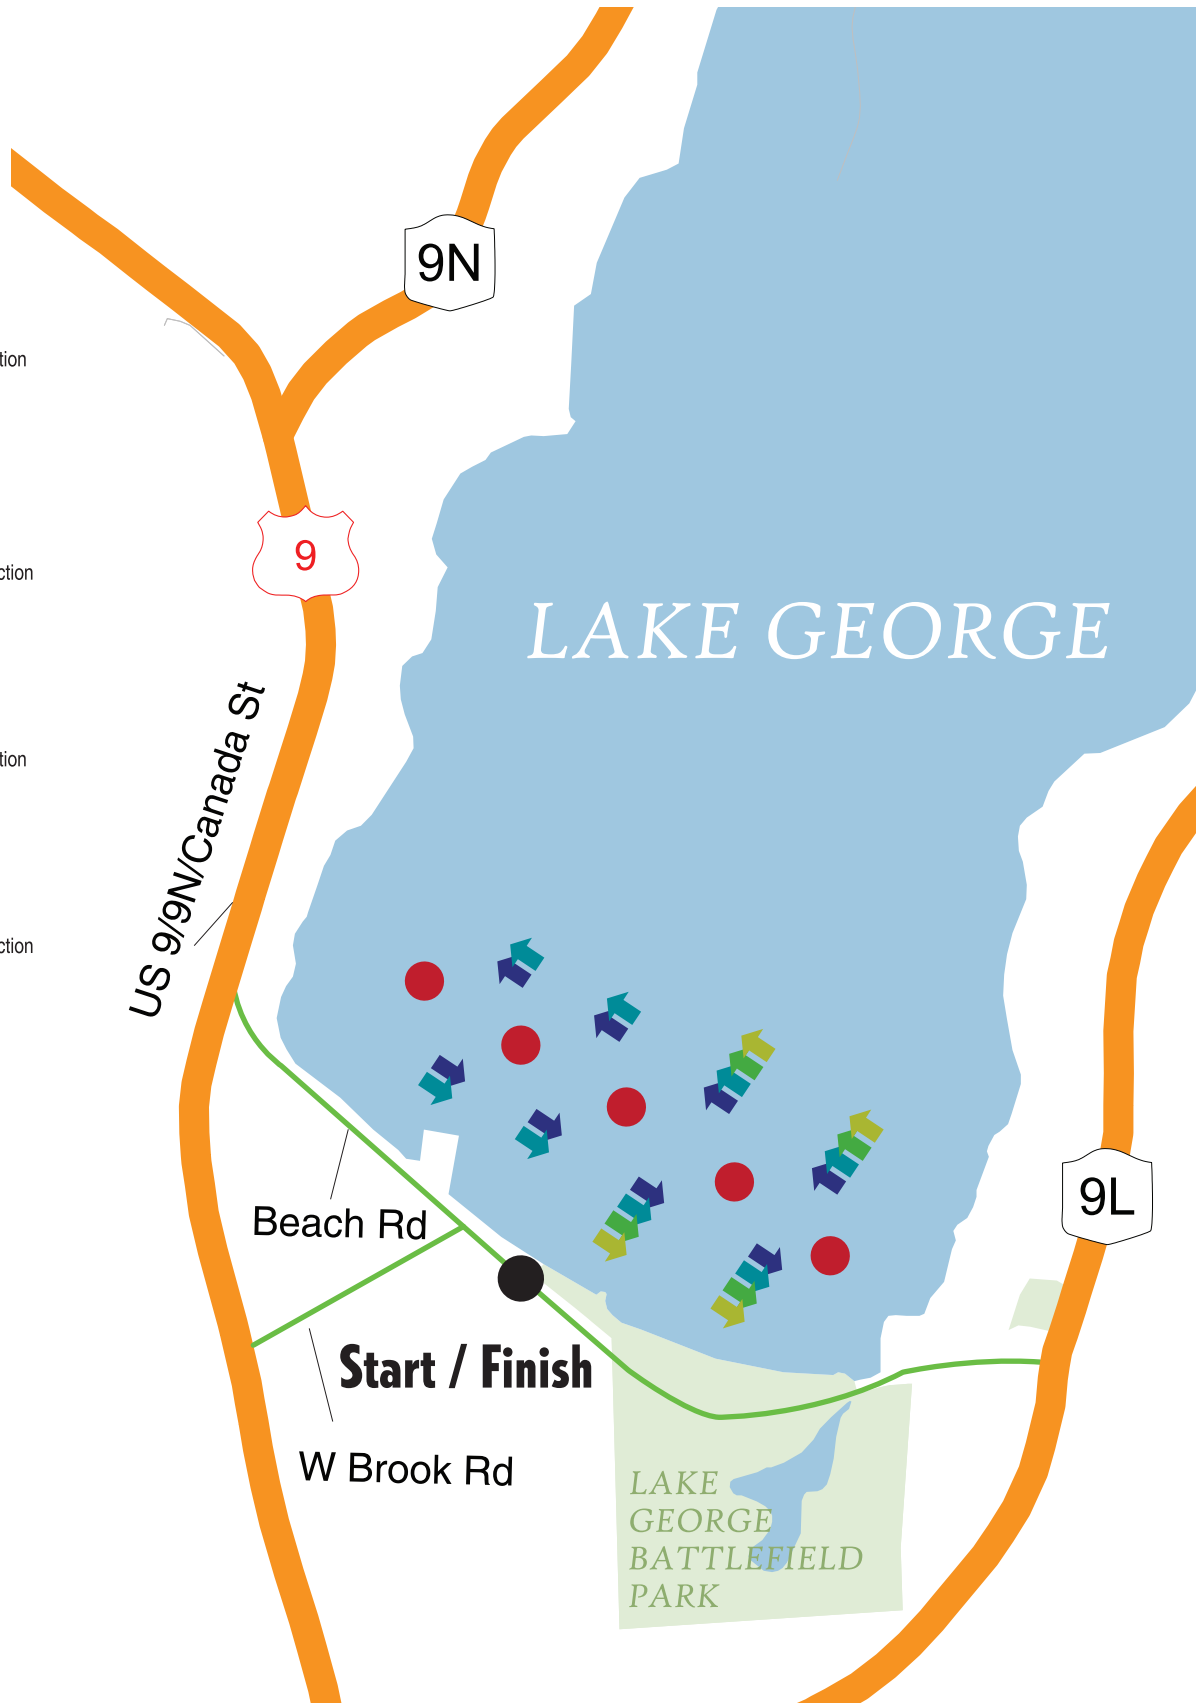 9N
tion
9
ction
LAKE GEORGE
US 9/9N/Canada St
tion
ction
9L
Beach Rd
Start / Finish
W Brook Rd
LAKE
GEORGE
BATTLEFIELD
PARK